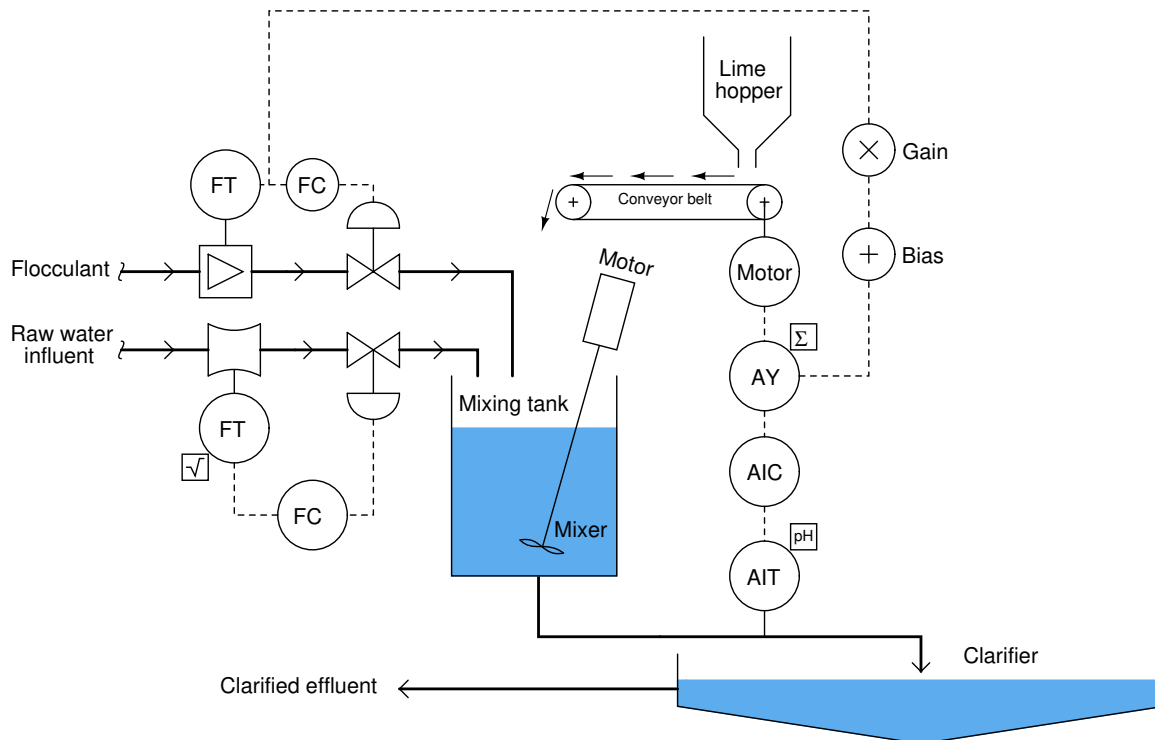 Lime
hopper
Gain
FT
FC
Conveyor belt
Bias
Flocculant
Motor
Motor
Raw water
influent
Σ
AY
Mixing tank
FT
√
AIC
FC
Mixer
pH
AIT
Clarifier
Clarified effluent